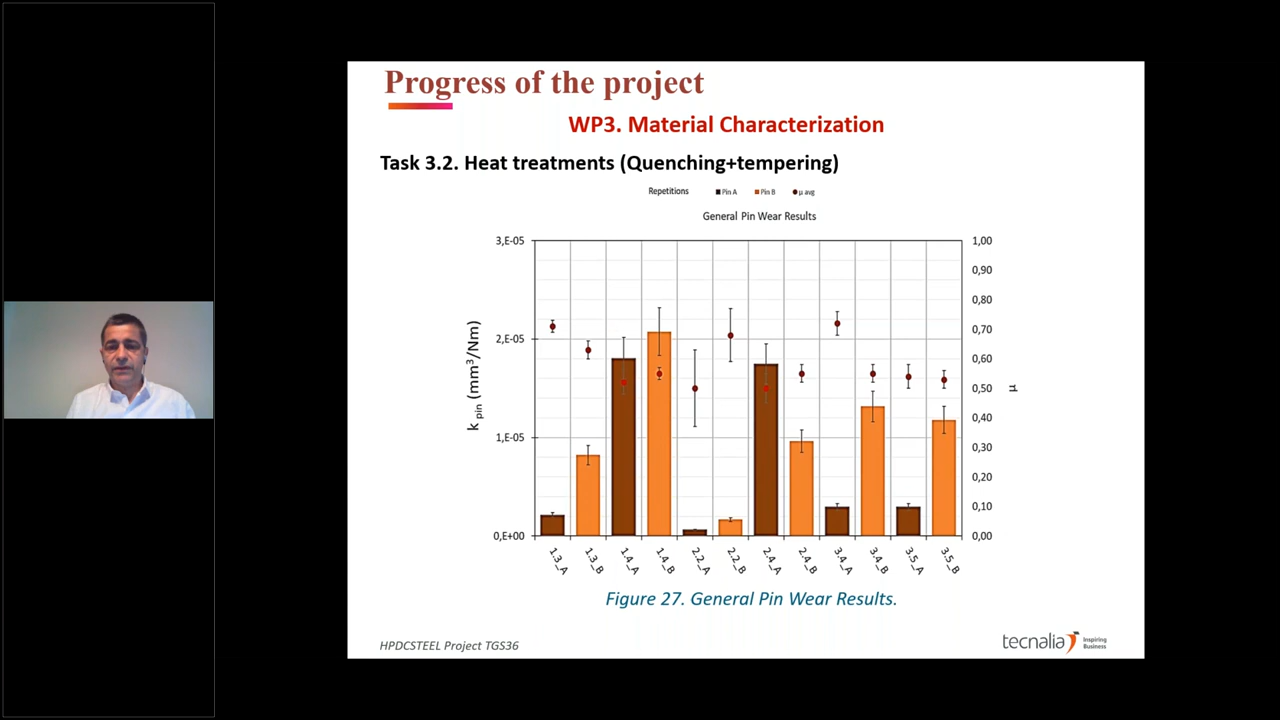 Progress of the project
WP3. Material Characterization
Task 3.2. Heat treatments (Quenching+tempering)
Repetitions Pin A Pin B µ avg
General Pin Wear Results
3,E-05
2,E-05
1,E-05
0,E+00
k pin (mm³/Nm)
1,00
0,90
0,80
0,70
0,60
0,50
0,40
0,30
0,20
0,10
0,00
µ
1.3_A
1.3_B
1.4_A
1.4_B
2.2_A
2.2_B
2.4_A
2.4_B
3.4_A
3.4_B
3.5_A
3.5_B
Figure 27. General Pin Wear Results.
HPDCSTEEL Project TGS36
tecnalia
Inspiring
Business